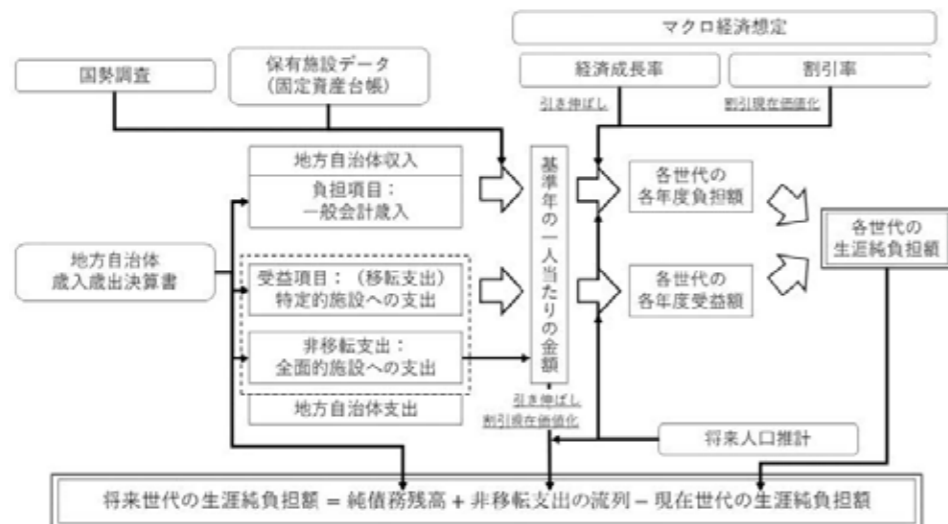 マクロ経済想定
国勢調査
保有施設データ
(固定資産台帳)
経済成長率
割引率
引き伸ばし
割引現在価値化
地方自治体収入
負担項目：
一般会計歳入
基準年の一人当たりの金額
各世代の
各年度負担額
各世代の
生涯純負担額
地方自治体
歳入歳出決算書
受益項目：（移転支出）
特定的施設への支出
各世代の
各年度受益額
非移転支出：
全面的施設への支出
地方自治体支出
引き伸ばし
割引現在価値化
将来人口推計
将来世代の生涯純負担額 = 純債務残高 + 非移転支出の流列 − 現在世代の生涯純負担額